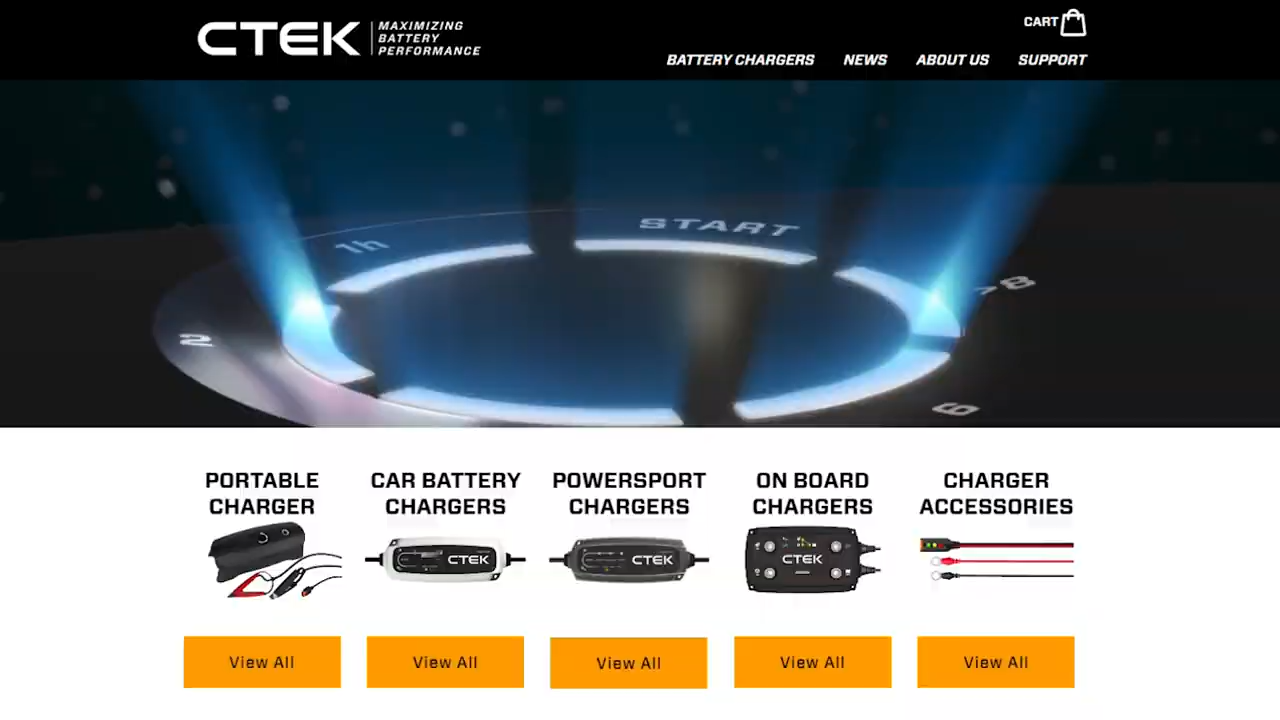 CTEK
MAXIMIZING
BATTERY
PERFORMANCE
CART
BATTERY CHARGERS NEWS ABOUT US SUPPORT
START
1h
2
8
6
PORTABLE
CHARGER
CAR BATTERY
CHARGERS
POWERSPORT
CHARGERS
ON BOARD
CHARGERS
CHARGER
ACCESSORIES
CTEK
CTEK
CTEK
View All
View All
View All
View All
View All